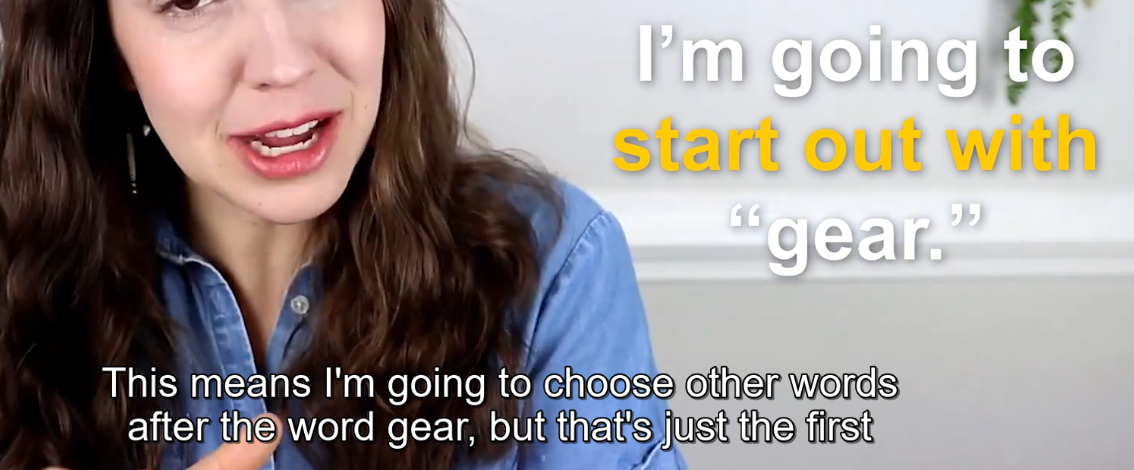 I'm going to
start out with
“gear.”
This means I'm going to choose other words
after the word gear, but that's just the first